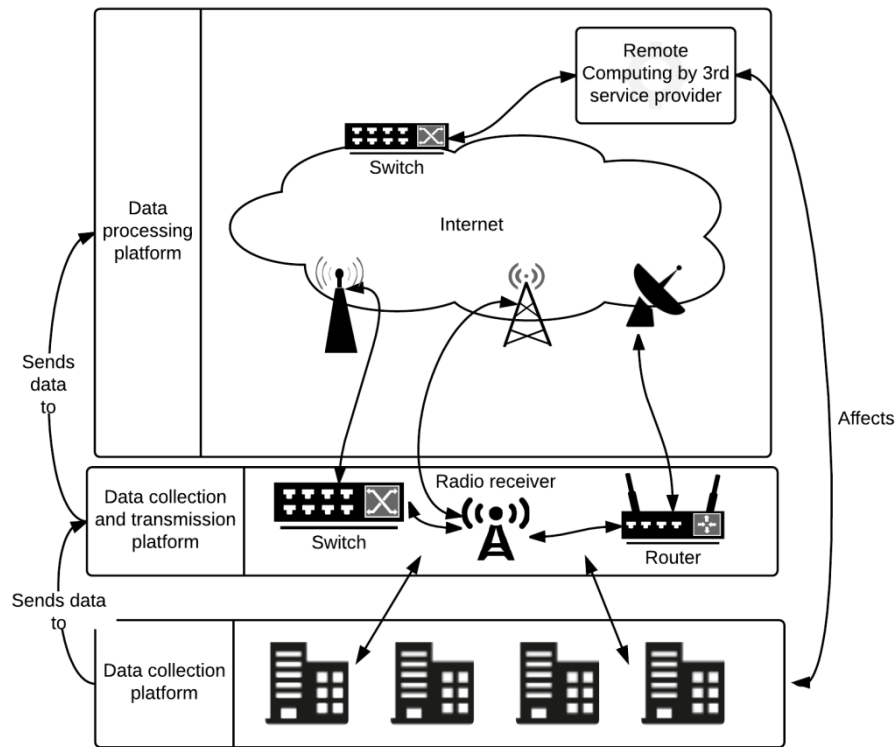 Remote
Computing by 3rd
service provider
Switch
Data
processing
platform
Internet
Sends
data
to
Affects
Data collection
and transmission
platform
Radio receiver
Switch
Router
Sends data
to
Data collection
platform